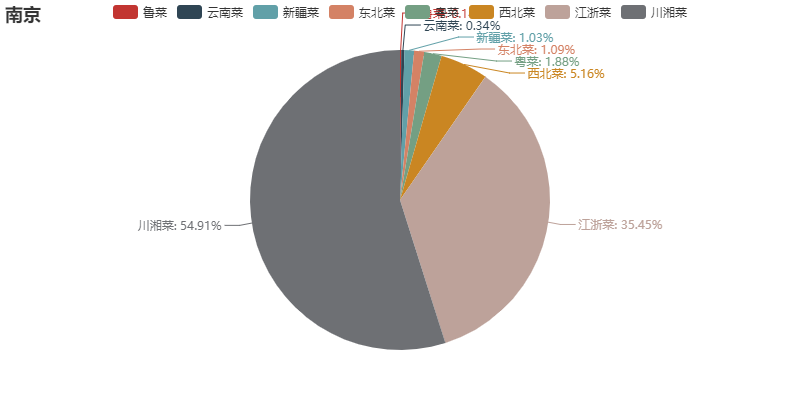 南京
鲁菜
云南菜
新疆菜
东北菜
粤菜
西北菜
江浙菜
川湘菜
云南菜: 0.34%
新疆菜: 1.03%
东北菜: 1.09%
粤菜: 1.88%
西北菜: 5.16%
江浙菜: 35.45%
川湘菜: 54.91%